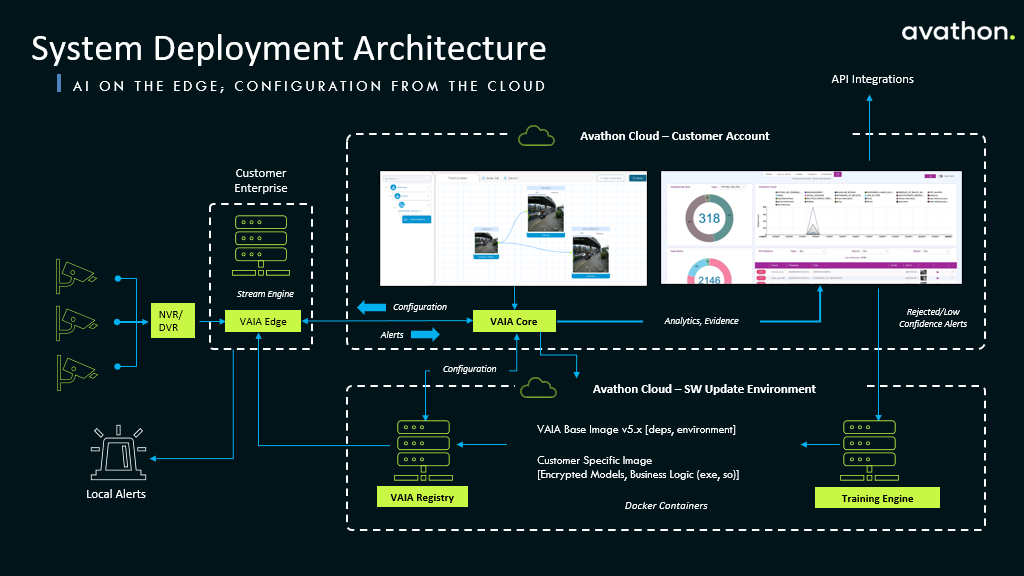 System Deployment Architecture
avathon.
AI ON THE EDGE; CONFIGURATION FROM THE CLOUD
API Integrations
Avathon Cloud – Customer Account
Customer
Enterprise
318
2146
Stream Engine
NVR/
DVR
VAIA Edge
Configuration
Alerts
VAIA Core
Analytics, Evidence
Rejected/Low
Confidence Alerts
Configuration
Avathon Cloud – SW Update Environment
VAIA Base Image v5.x [deps, environment]
Customer Specific Image
[Encrypted Models, Business Logic (exe, so)]
Docker Containers
VAIA Registry
Training Engine
Local Alerts